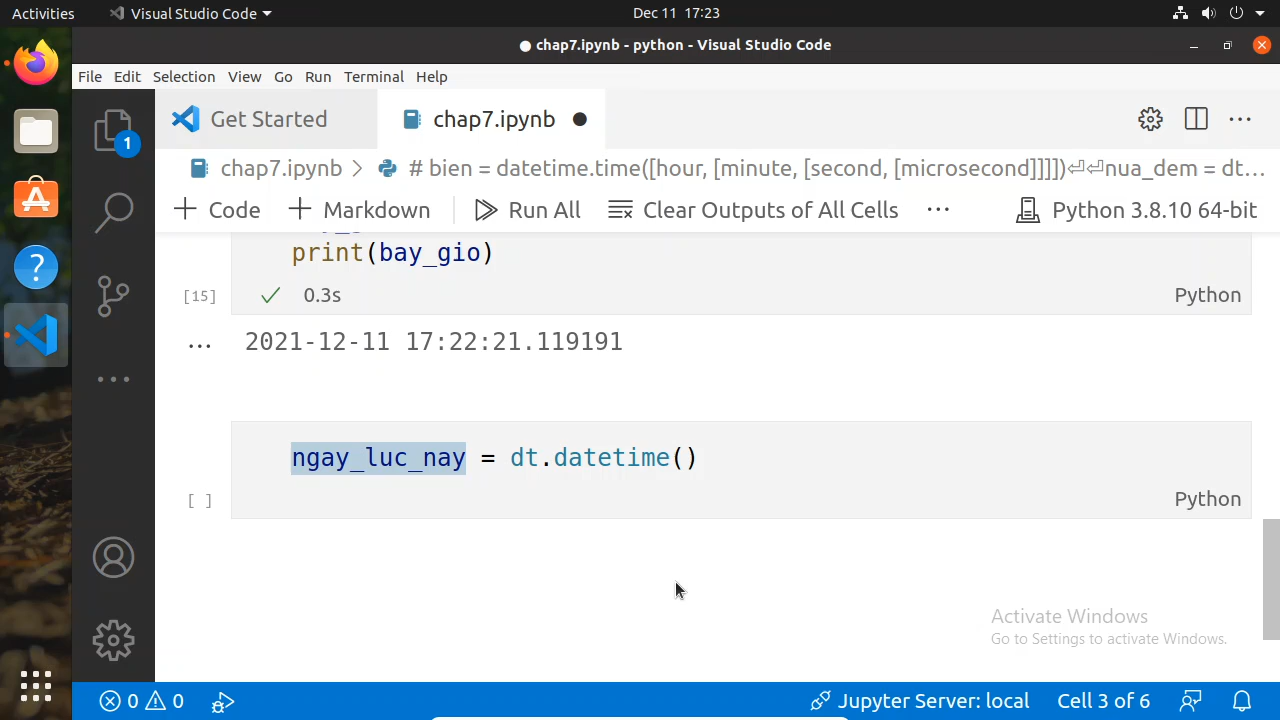 Activities Visual Studio Code Dec 11 17:23
chap7.ipynb - python - Visual Studio Code
File Edit Selection View Go Run Terminal Help
1
Get Started chap7.ipynb
chap7.ipynb # bien = datetime.time([hour, [minute, [second, [microsecond]]]])⏎⏎nua_dem = dt…
+ Code + Markdown Run All Clear Outputs of All Cells ··· Python 3.8.10 64-bit
print(bay_gio)
[15] ✓ 0.3s Python
... 2021-12-11 17:22:21.119191
ngay_luc_nay = dt.datetime()
[ ] Python
Activate Windows
Go to Settings to activate Windows.
0 0 Jupyter Server: local Cell 3 of 6